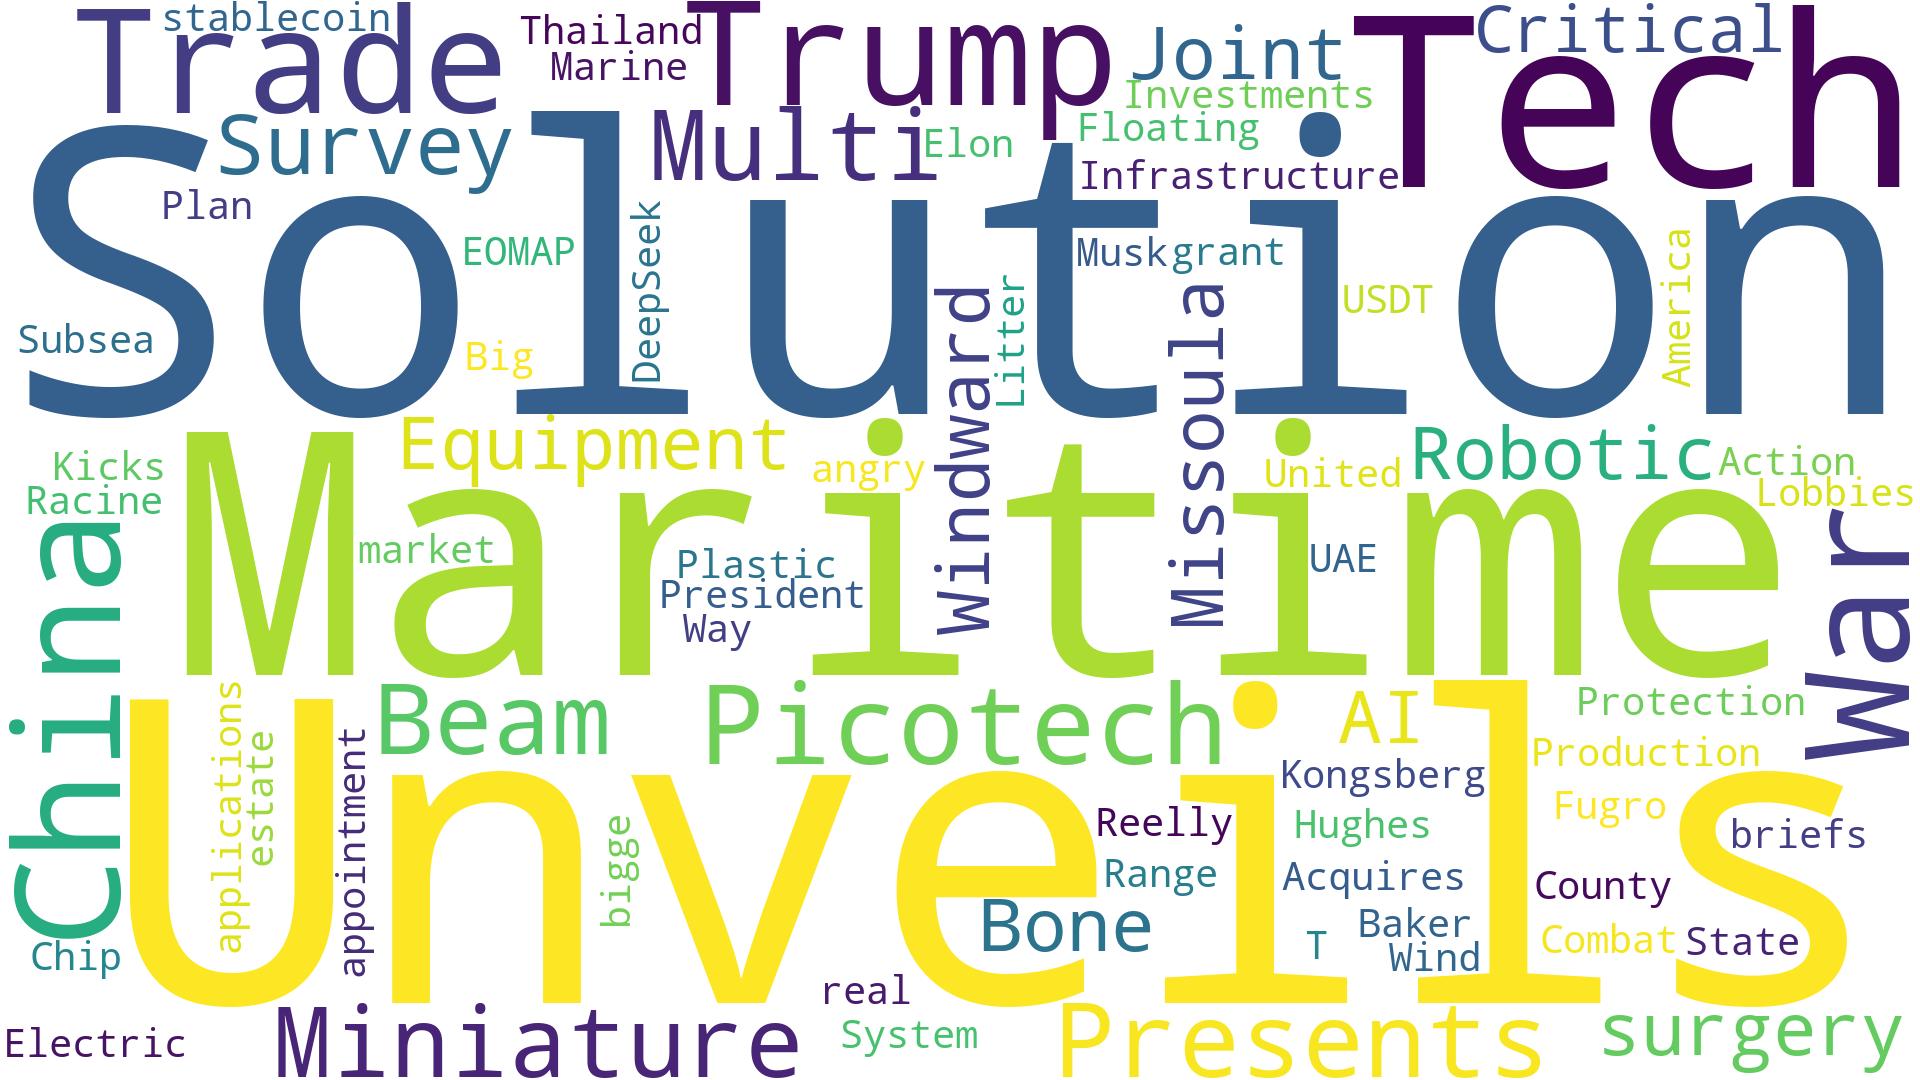 stablecoin
Trade
Thailand
Marine
Trump
Joint
Critical
Tech
Survey
Multi
Elon
Investments
Floating
Infrastructure
Plan
Solution
EOMAP
DeepSeek
Musk
grant
USDT
America
Subsea
Big
Windward
Litter
Missoula
Equipment
angry
United
Robotic
Action
Kicks
Lobbies
Racine
China
Maritime
market
Plastic
President
Way
UAE
War
Beam
Picotech
AI
Protection
applications
estate
appointment
Unveils
Production
Kongsberg
bigge
Reelly
Hughes
Fugro
briefs
Range
Acquires
County
Bone
Baker
T
Wind
Combat
State
Chip
real
Electric
Miniature
System
Presents
surgery